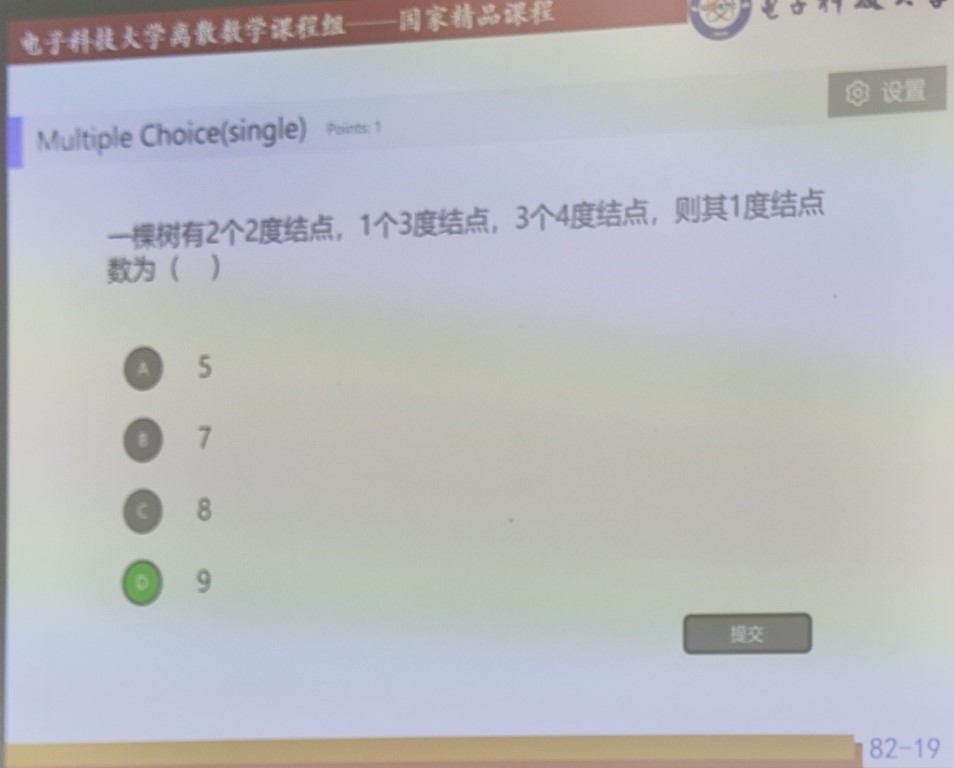 电子科技大学离散数学课程组——国家精品课程
电子科技大学
设置
Multiple Choice(single) Points: 1
一棵树有2个2度结点，1个3度结点，3个4度结点，则其1度结点
数为（ ）
A 5
B 7
C 8
D 9
提交
82-19